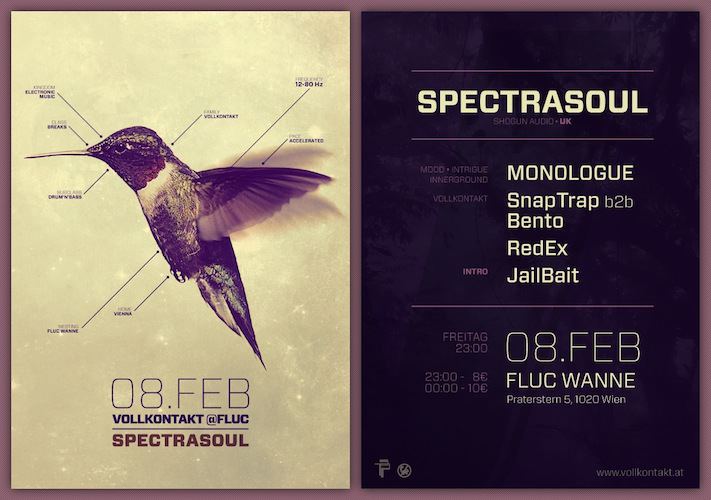 KINGDOM
ELECTRONIC
MUSIC
CLASS
BREAKS
SUBCLASS
DRUM'N'BASS
FAMILY
VOLLKONTAKT
FREQUENCY
12-80 Hz
PACE
ACCELERATED
NESTING
FLUC WANNE
HOME
VIENNA
08.FEB
VOLLKONTAKT @FLUC
SPECTRASOUL
SPECTRASOUL
SHOGUN AUDIO • UK
MOOD + INTRIGUE
INNERGROUND
MONOLOGUE
VOLLKONTAKT
SnapTrap b2b
Bento
RedEx
INTRO
JailBait
FREITAG
23:00
08.FEB
23:00 - 8€
00:00 - 10€
FLUC WANNE
Praterstern 5, 1020 Wien
www.vollkontakt.at